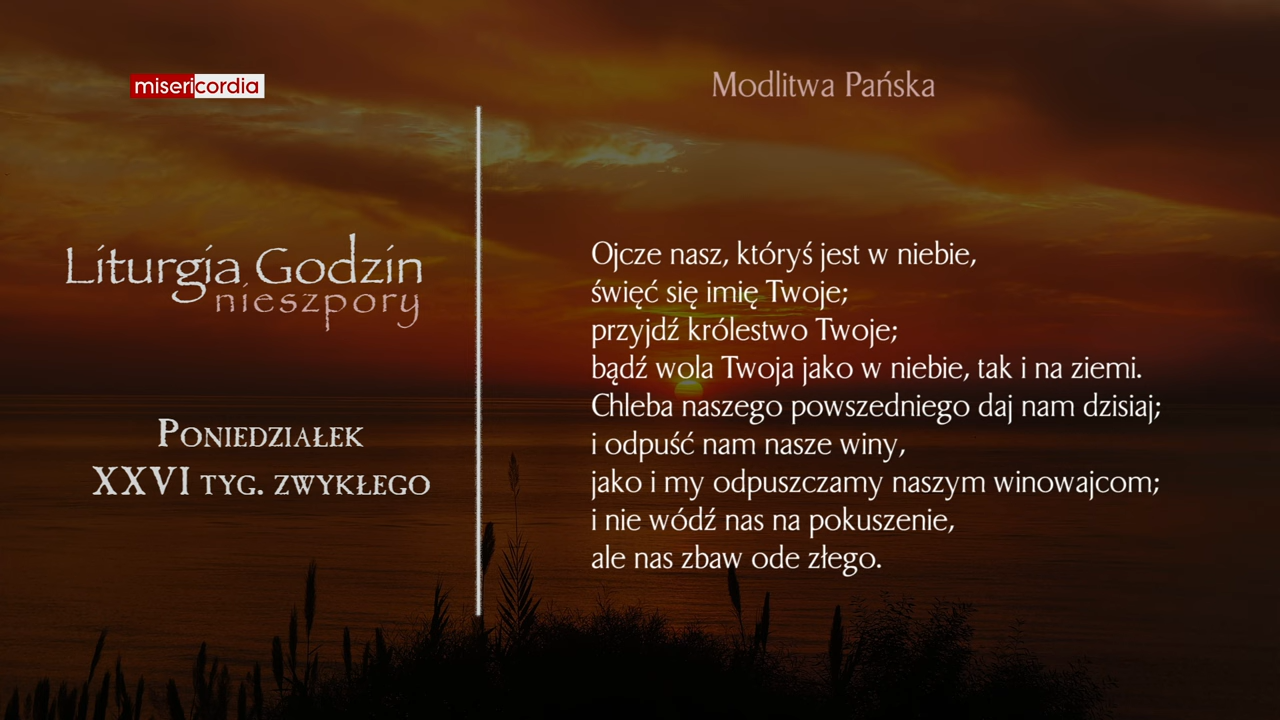 misericordia
Liturgia Godzin
nieszpory
Poniedziałek
XXVI tyg. zwykłego
Modlitwa Pańska
Ojcze nasz, któryś jest w niebie,
święć się imię Twoje;
przyjdź królestwo Twoje;
bądź wola Twoja jako w niebie, tak i na ziemi.
Chleba naszego powszedniego daj nam dzisiaj;
i odpuść nam nasze winy,
jako i my odpuszczamy naszym winowajcom;
i nie wódź nas na pokuszenie,
ale nas zbaw ode złego.